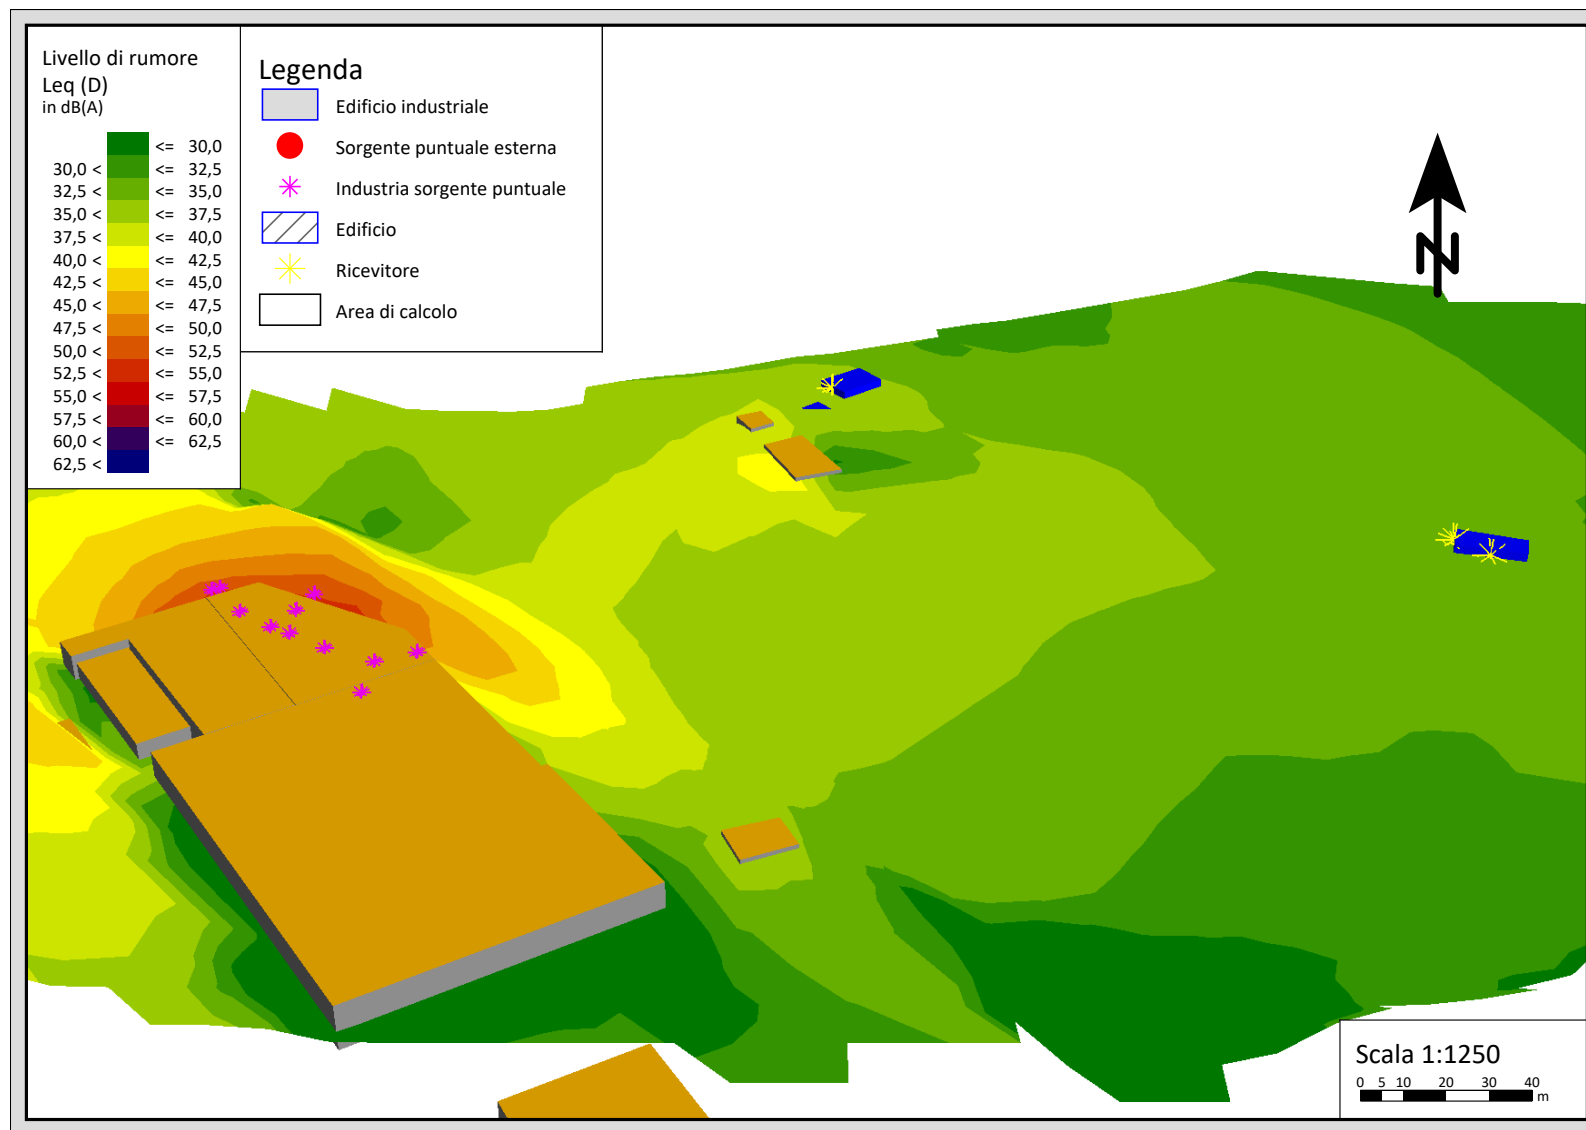 Livello di rumore
Leq (D)
in dB(A)
<= 30,0
30,0 < <= 32,5
32,5 < <= 35,0
35,0 < <= 37,5
37,5 < <= 40,0
40,0 < <= 42,5
42,5 < <= 45,0
45,0 < <= 47,5
47,5 < <= 50,0
50,0 < <= 52,5
52,5 < <= 55,0
55,0 < <= 57,5
57,5 < <= 60,0
60,0 < <= 62,5
62,5 <
Legenda
Edificio industriale
Sorgente puntuale esterna
Industria sorgente puntuale
Edificio
Ricevitore
Area di calcolo
N
Scala 1:1250
0 5 10 20 30 40
m